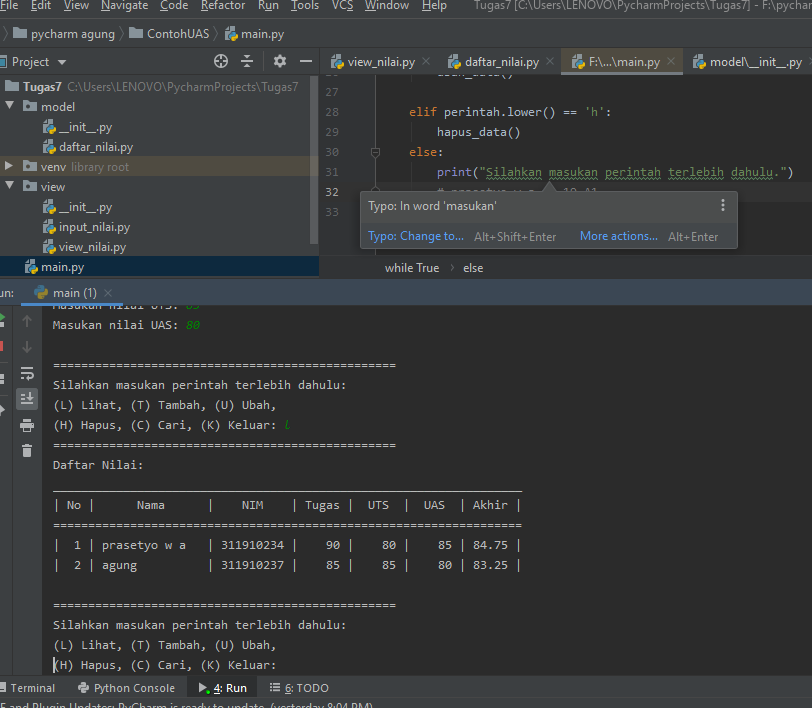 File Edit View Navigate Code Refactor Run Tools VCS Window Help Tugas7 [C:\Users\LENOVO\PycharmProjects\Tugas7] - F:\pycharm
pycharm agung ContohUAS main.py
Project
view_nilai.py daftar_nilai.py F:\...\main.py model\__init__.py
Tugas7 C:\Users\LENOVO\PycharmProjects\Tugas7
model
__init__.py
daftar_nilai.py
venv library root
view
__init__.py
input_nilai.py
view_nilai.py
main.py
27
28 elif perintah.lower() == 'h':
29 hapus_data()
30 else:
31 print("Silahkan masukan perintah terlebih dahulu.")
32
33
Typo: In word 'masukan'
Typo: Change to... Alt+Shift+Enter More actions... Alt+Enter
while True else
main (1)
Masukan nilai UTS: 85
Masukan nilai UAS: 80
=================================================
Silahkan masukan perintah terlebih dahulu:
(L) Lihat, (T) Tambah, (U) Ubah,
(H) Hapus, (C) Cari, (K) Keluar: l
=================================================
Daftar Nilai:
___________________________________________________________________
| No | Nama | NIM | Tugas | UTS | UAS | Akhir |
===================================================================
| 1 | prasetyo w a | 311910234 | 90 | 80 | 85 | 84.75 |
| 2 | agung | 311910237 | 85 | 85 | 80 | 83.25 |
=================================================
Silahkan masukan perintah terlebih dahulu:
(L) Lihat, (T) Tambah, (U) Ubah,
(H) Hapus, (C) Cari, (K) Keluar:
Terminal Python Console 4: Run 6: TODO
and Plugin Updates: PyCharm is ready to update. (yesterday 8:04 PM)